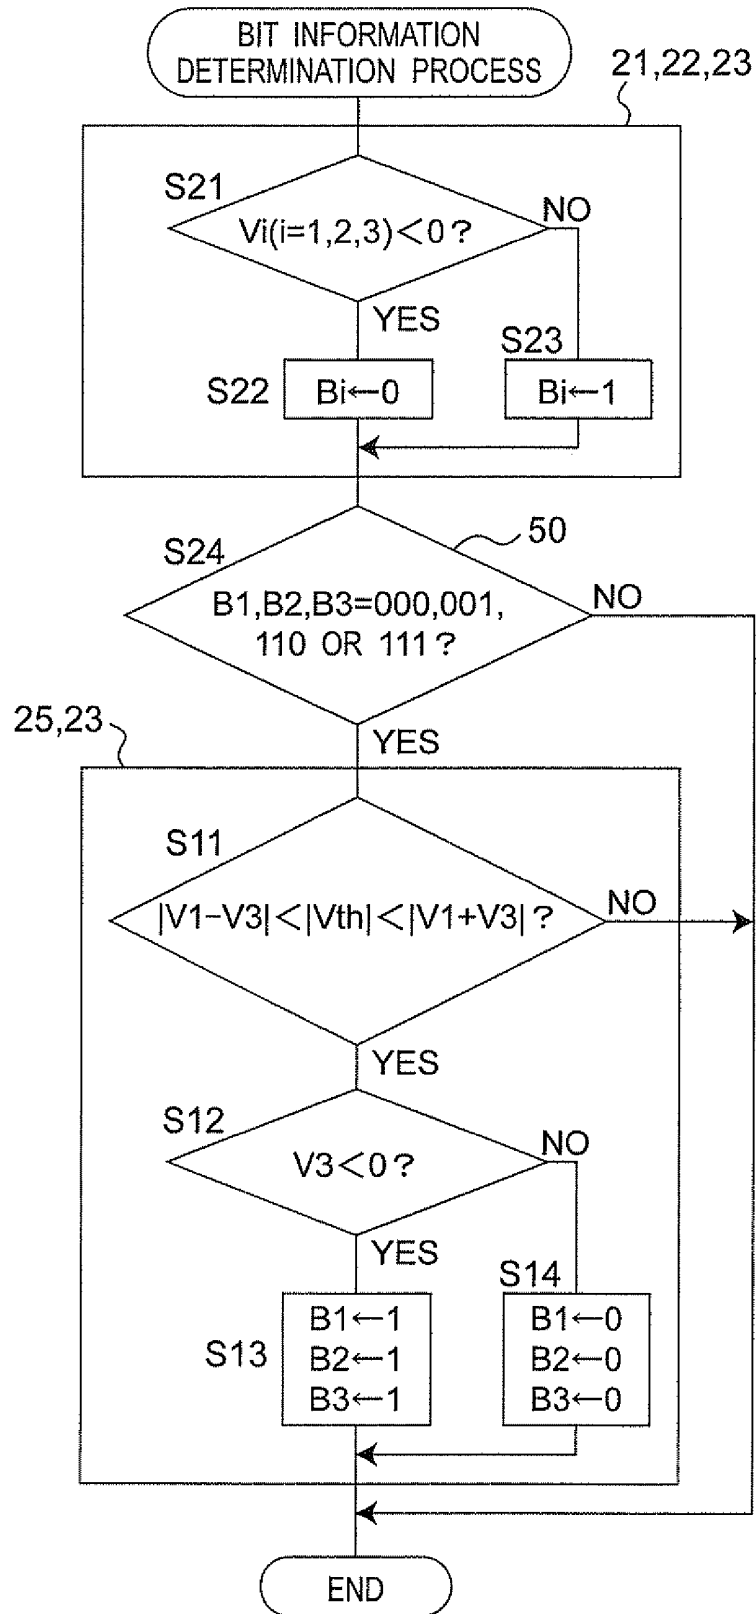 BIT INFORMATION
DETERMINATION PROCESS
21,22,23
S21
Vi(i=1,2,3)<0?
NO
YES
S23
S22
Bi←0
Bi←1
50
S24
B1,B2,B3=000,001,
110 OR 111?
NO
25,23
YES
S11
|V1−V3|<|Vth|<|V1+V3|?
NO
YES
S12
V3<0?
NO
YES
S14
S13
B1←1
B2←1
B3←1
B1←0
B2←0
B3←0
END